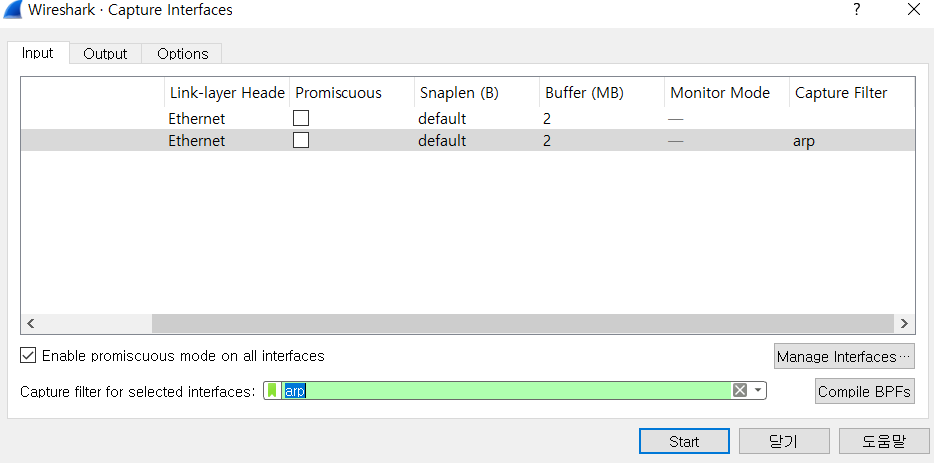 Wireshark · Capture Interfaces
Input Output Options
Link-layer Heade Promiscuous Snaplen (B) Buffer (MB) Monitor Mode Capture Filter
Ethernet default 2 —
Ethernet default 2 — arp
Enable promiscuous mode on all interfaces
Manage Interfaces…
Capture filter for selected interfaces: arp
Compile BPFs
Start 닫기 도움말